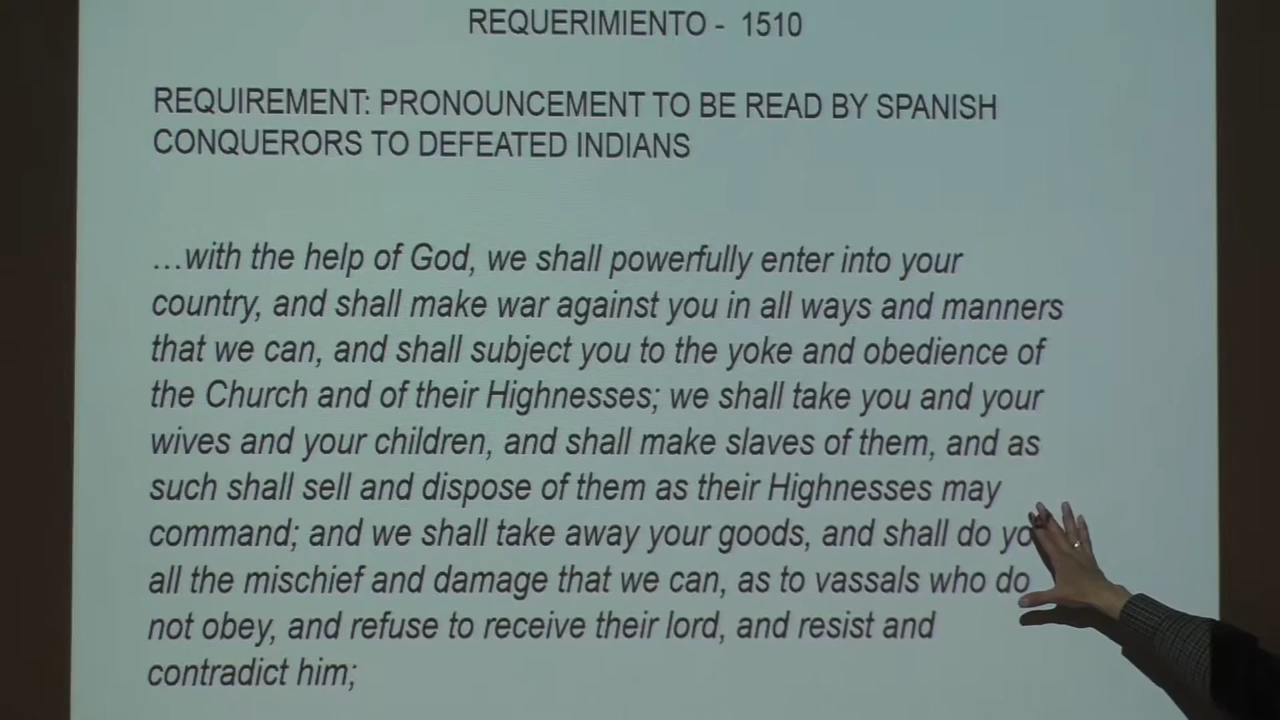 REQUERIMIENTO - 1510
REQUIREMENT: PRONOUNCEMENT TO BE READ BY SPANISH
CONQUERORS TO DEFEATED INDIANS
…with the help of God, we shall powerfully enter into your
country, and shall make war against you in all ways and manners
that we can, and shall subject you to the yoke and obedience of
the Church and of their Highnesses; we shall take you and your
wives and your children, and shall make slaves of them, and as
such shall sell and dispose of them as their Highnesses may
command; and we shall take away your goods, and shall do
all the mischief and damage that we can, as to vassals who do
not obey, and refuse to receive their lord, and resist and
contradict him;